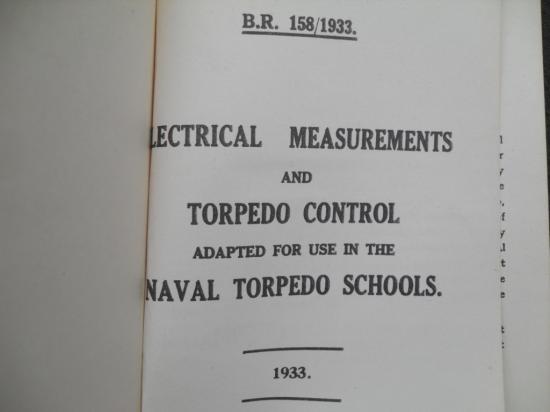 B.R. 158/1933.
LECTRICAL MEASUREMENTS
AND
TORPEDO CONTROL
ADAPTED FOR USE IN THE
NAVAL TORPEDO SCHOOLS.
1933.